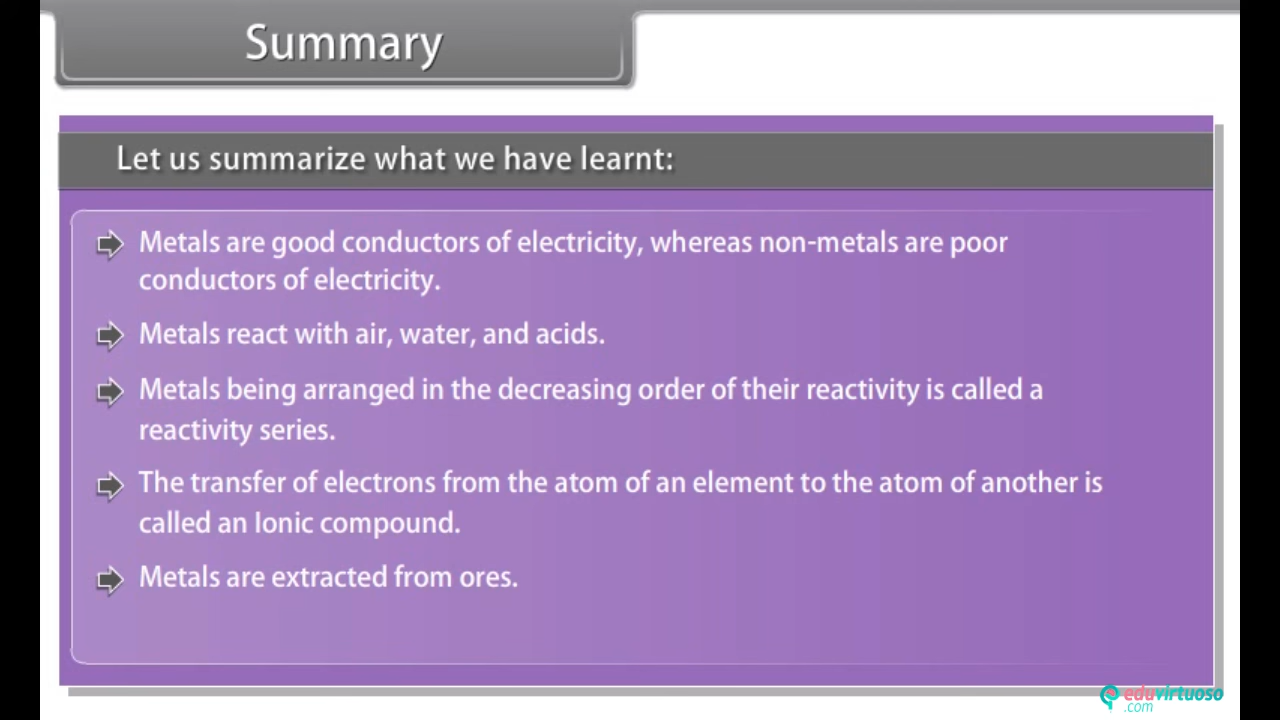 Summary
Let us summarize what we have learnt:
Metals are good conductors of electricity, whereas non-metals are poor
conductors of electricity.
Metals react with air, water, and acids.
Metals being arranged in the decreasing order of their reactivity is called a
reactivity series.
The transfer of electrons from the atom of an element to the atom of another is
called an Ionic compound.
Metals are extracted from ores.
eduvirtuoso
.com